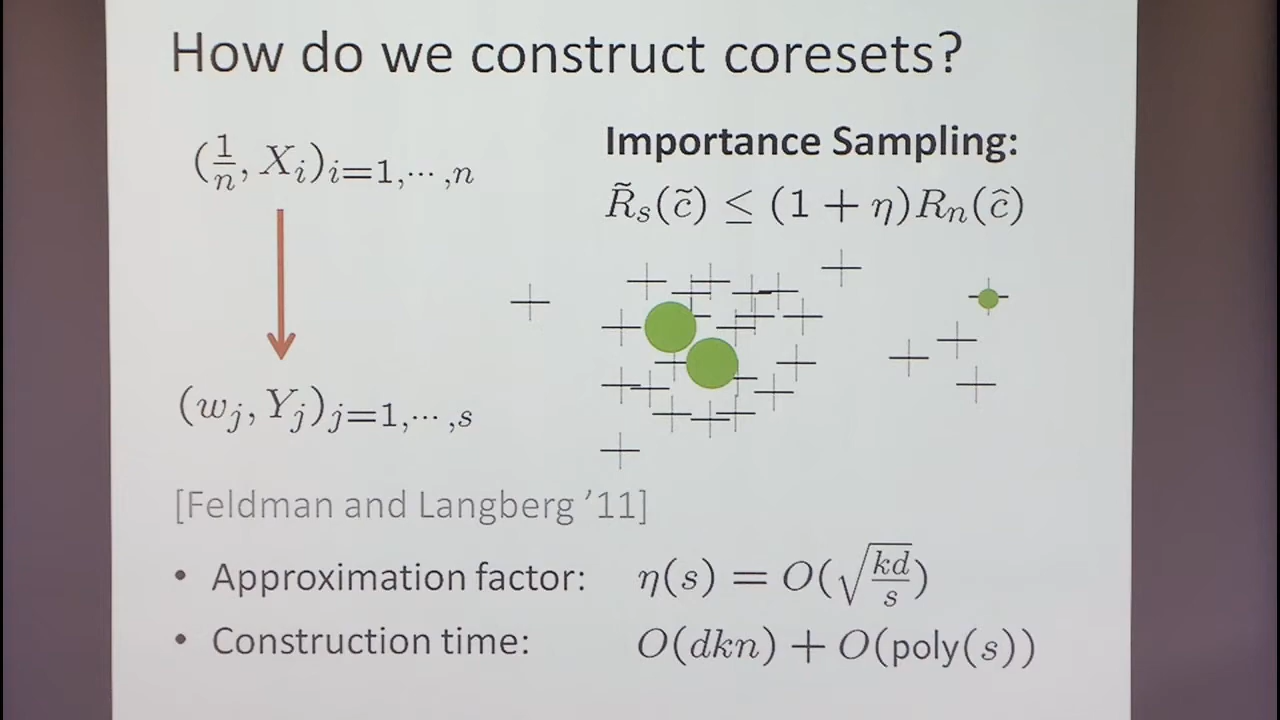 How do we construct coresets?
(1/n, X_i)_{i=1,⋯,n}
Importance Sampling:
R̃_s(c̃) ≤ (1 + η)R_n(ĉ)
(w_j, Y_j)_{j=1,⋯,s}
[Feldman and Langberg '11]
• Approximation factor: η(s) = O(√(kd/s))
• Construction time: O(dkn) + O(poly(s))